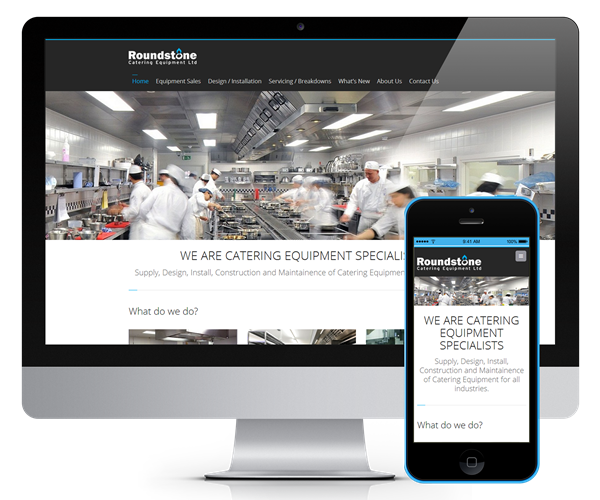 Roundstone
Catering Equipment Ltd
Home Equipment Sales Design / Installation Servicing / Breakdowns What's New About Us Contact Us
WE ARE CATERING EQUIPMENT SPECIALIS
Supply, Design, Install, Construction and Maintainence of Catering Equipment
What do we do?
9:41 AM 100%
Roundstone
Catering Equipment Ltd
WE ARE CATERING
EQUIPMENT
SPECIALISTS
Supply, Design, Install,
Construction and Maintainence
of Catering Equipment for all
industries.
What do we do?